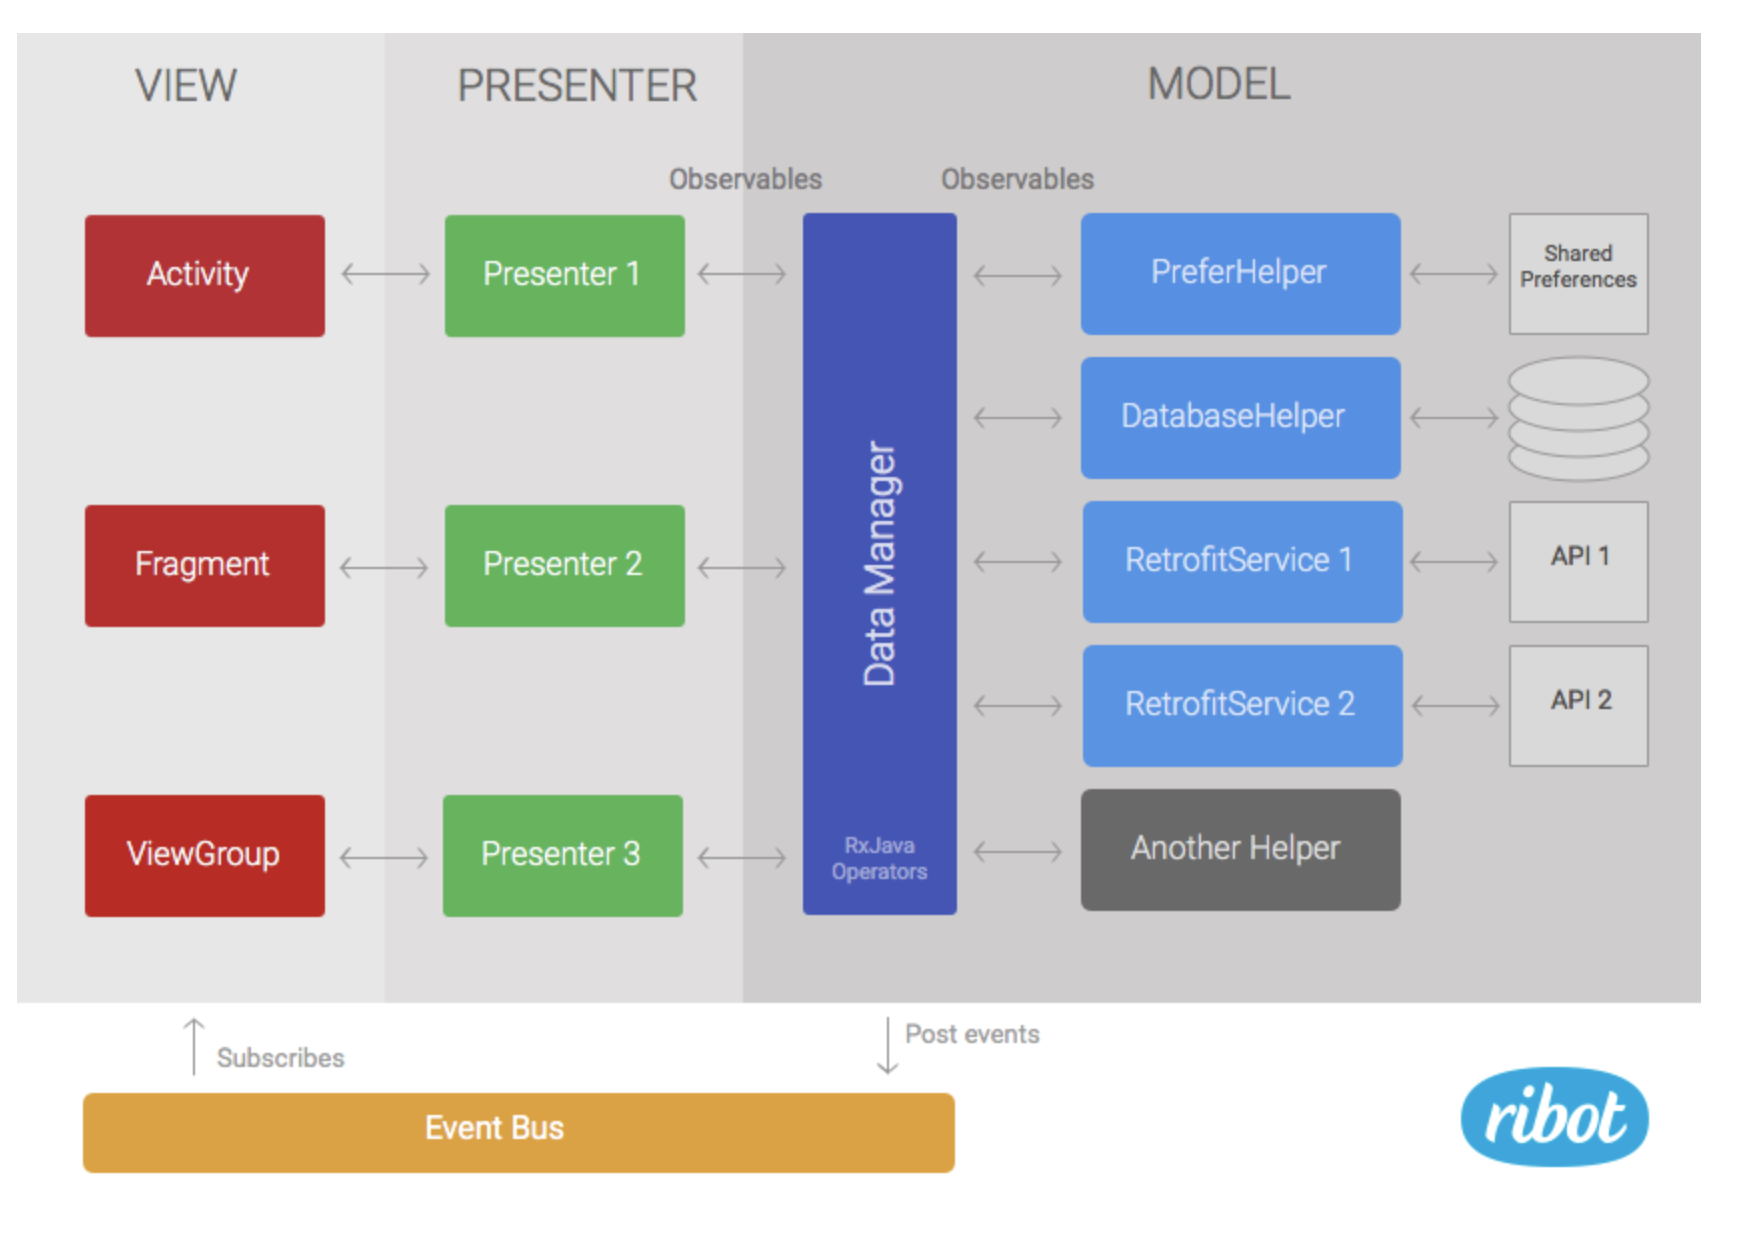 VIEW
PRESENTER
MODEL
Observables
Observables
Activity
Presenter 1
PreferHelper
Shared
Preferences
DatabaseHelper
Fragment
Presenter 2
Data Manager
RetrofitService 1
API 1
RetrofitService 2
API 2
ViewGroup
Presenter 3
RxJava
Operators
Another Helper
Subscribes
Post events
Event Bus
ribot